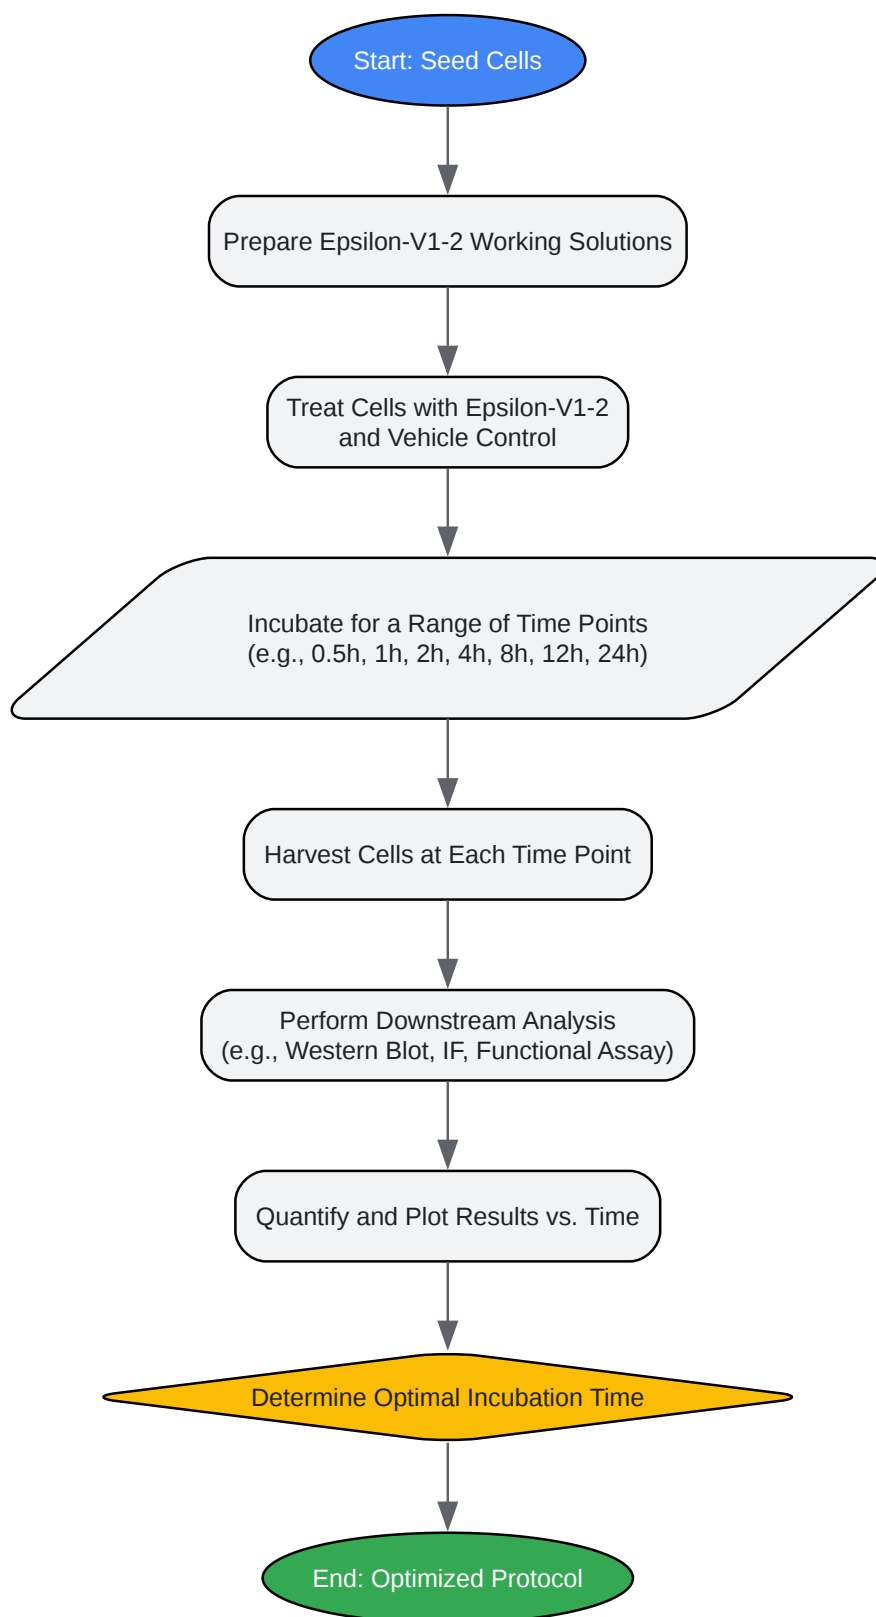 Start: Seed Cells
Prepare Epsilon-V1-2 Working Solutions
Treat Cells with Epsilon-V1-2
and Vehicle Control
Incubate for a Range of Time Points
(e.g., 0.5h, 1h, 2h, 4h, 8h, 12h, 24h)
Harvest Cells at Each Time Point
Perform Downstream Analysis
(e.g., Western Blot, IF, Functional Assay)
Quantify and Plot Results vs. Time
Determine Optimal Incubation Time
End: Optimized Protocol